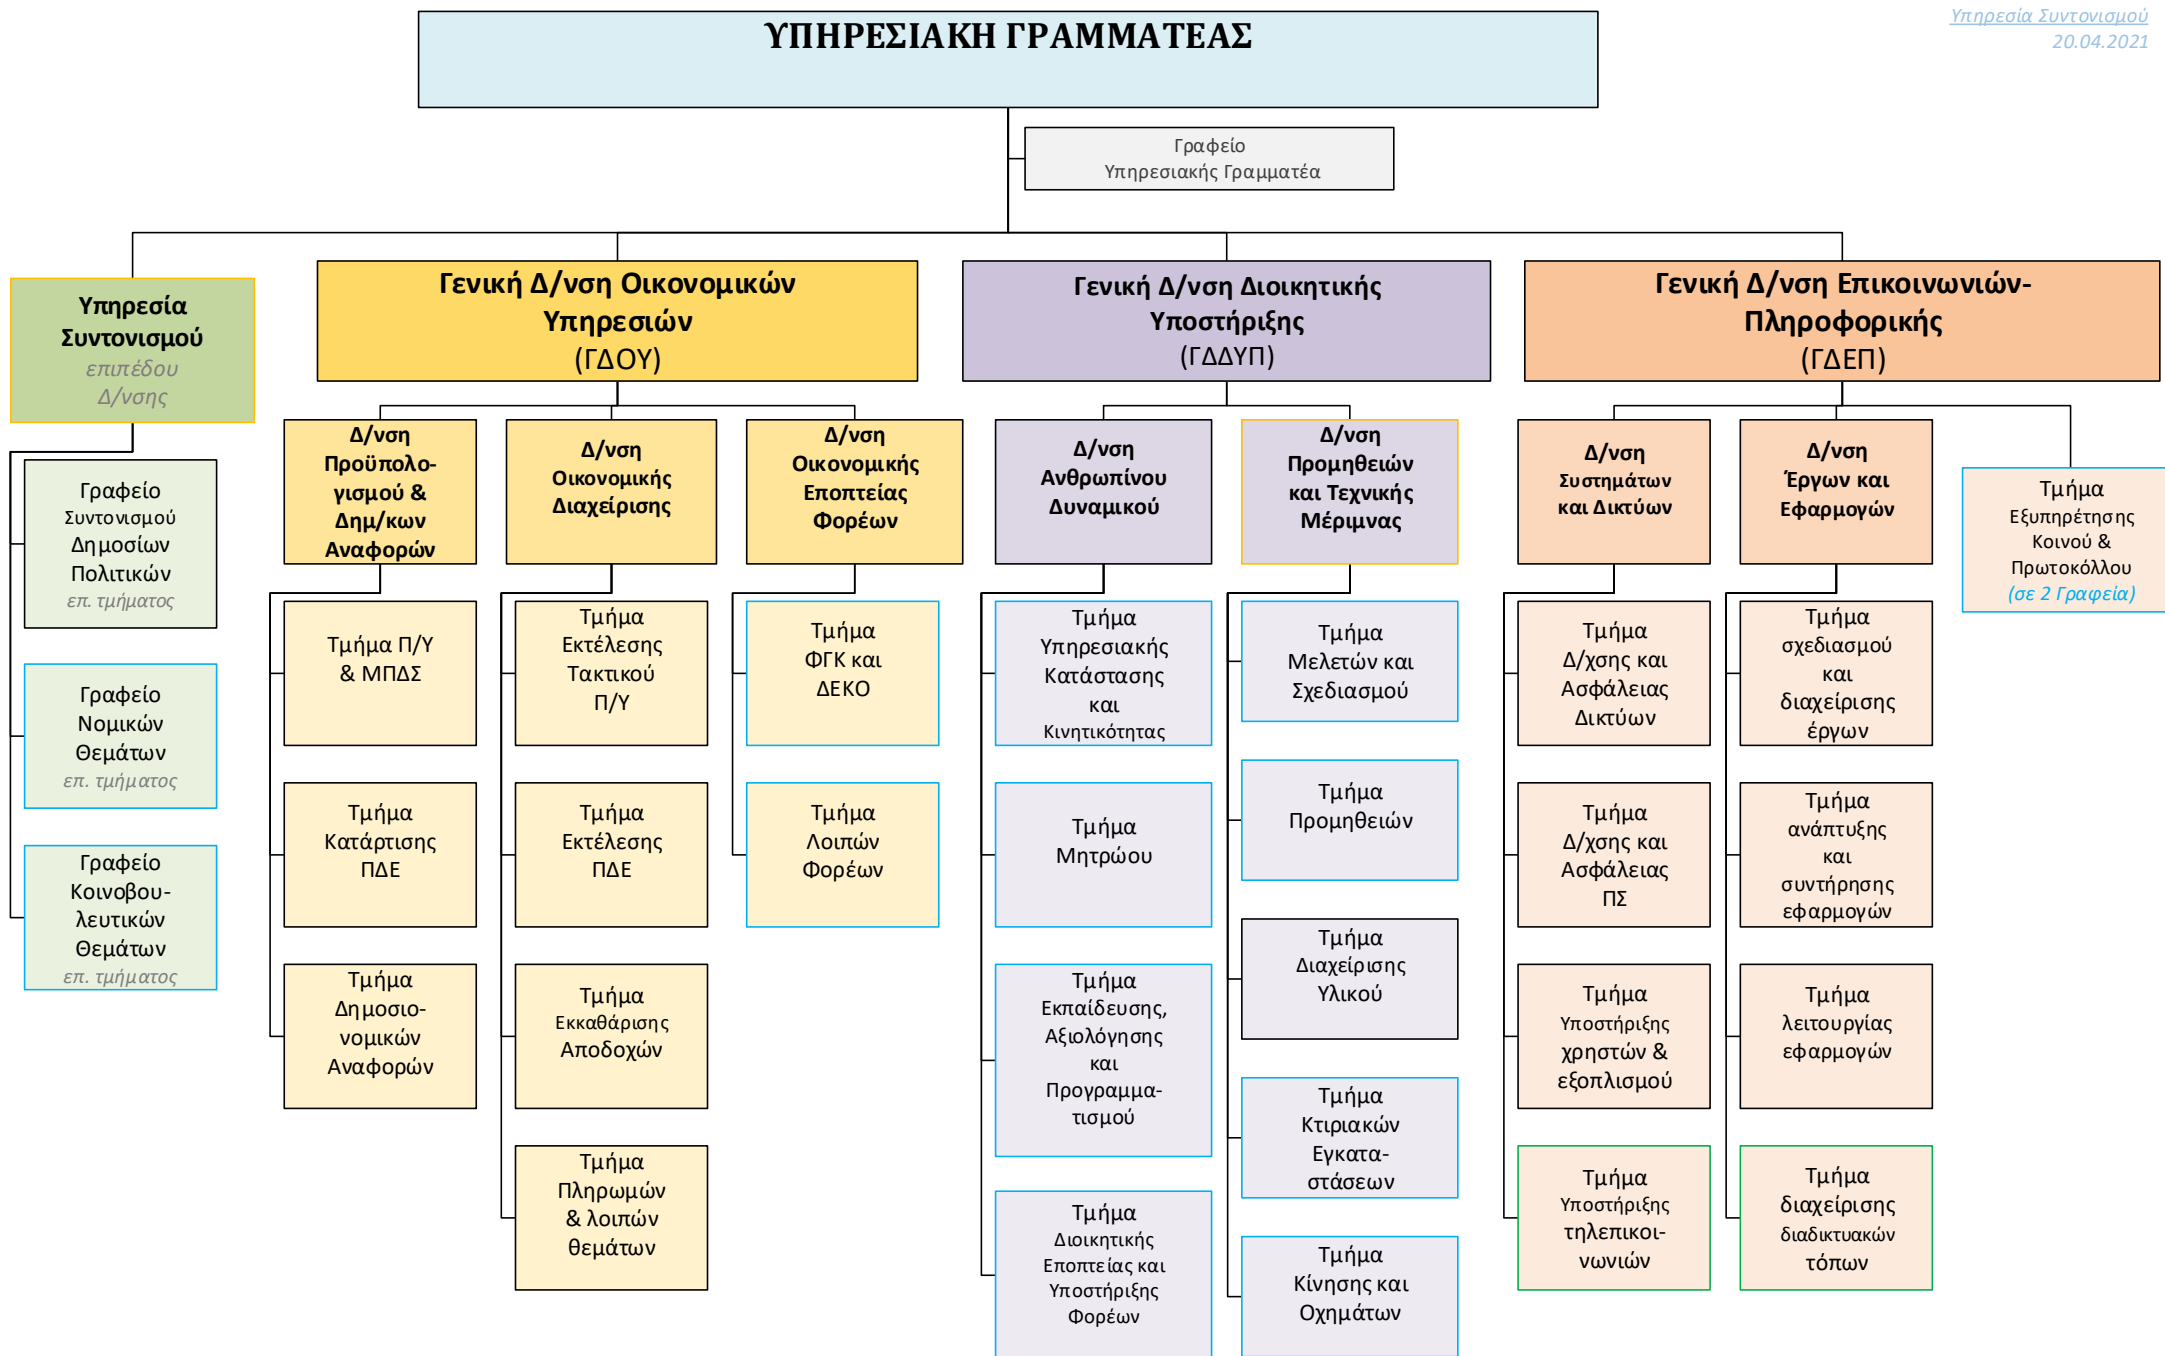 Υπηρεσία Συντονισμού
20.04.2021
ΥΠΗΡΕΣΙΑΚΗ ΓΡΑΜΜΑΤΕΑΣ
Γραφείο
Υπηρεσιακής Γραμματέα
Υπηρεσία
Συντονισμού
επιπέδου
Δ/νσης
Γραφείο
Συντονισμού
Δημοσίων
Πολιτικών
επ. τμήματος
Γραφείο
Νομικών
Θεμάτων
επ. τμήματος
Γραφείο
Κοινοβου-
λευτικών
Θεμάτων
επ. τμήματος
Γενική Δ/νση Οικονομικών
Υπηρεσιών
(ΓΔΟΥ)
Δ/νση
Προϋπολο-
γισμού &
Δημ/κων
Αναφορών
Τμήμα Π/Υ
& ΜΠΔΣ
Τμήμα
Κατάρτισης
ΠΔΕ
Τμήμα
Δημοσιο-
νομικών
Αναφορών
Δ/νση
Οικονομικής
Διαχείρισης
Τμήμα
Εκτέλεσης
Τακτικού
Π/Υ
Τμήμα
Εκτέλεσης
ΠΔΕ
Τμήμα
Εκκαθάρισης
Αποδοχών
Τμήμα
Πληρωμών
& λοιπών
θεμάτων
Δ/νση
Οικονομικής
Εποπτείας
Φορέων
Τμήμα
ΦΓΚ και
ΔΕΚΟ
Τμήμα
Λοιπών
Φορέων
Γενική Δ/νση Διοικητικής
Υποστήριξης
(ΓΔΔΥΠ)
Δ/νση
Ανθρωπίνου
Δυναμικού
Τμήμα
Υπηρεσιακής
Κατάστασης
και
Κινητικότητας
Τμήμα
Μητρώου
Τμήμα
Εκπαίδευσης,
Αξιολόγησης
και
Προγραμμα-
τισμού
Τμήμα
Διοικητικής
Εποπτείας και
Υποστήριξης
Φορέων
Δ/νση
Προμηθειών
και Τεχνικής
Μέριμνας
Τμήμα
Μελετών και
Σχεδιασμού
Τμήμα
Προμηθειών
Τμήμα
Διαχείρισης
Υλικού
Τμήμα
Κτιριακών
Εγκατα-
στάσεων
Τμήμα
Κίνησης και
Οχημάτων
Γενική Δ/νση Επικοινωνιών-
Πληροφορικής
(ΓΔΕΠ)
Δ/νση
Συστημάτων
και Δικτύων
Τμήμα
Δ/χσης και
Ασφάλειας
Δικτύων
Τμήμα
Δ/χσης και
Ασφάλειας
ΠΣ
Τμήμα
Υποστήριξης
χρηστών &
εξοπλισμού
Τμήμα
Υποστήριξης
τηλεπικοι-
νωνιών
Δ/νση
Έργων και
Εφαρμογών
Τμήμα
σχεδιασμού
και
διαχείρισης
έργων
Τμήμα
ανάπτυξης
και
συντήρησης
εφαρμογών
Τμήμα
λειτουργίας
εφαρμογών
Τμήμα
διαχείρισης
διαδικτυακών
τόπων
Τμήμα
Εξυπηρέτησης
Κοινού &
Πρωτοκόλλου
(σε 2 Γραφεία)